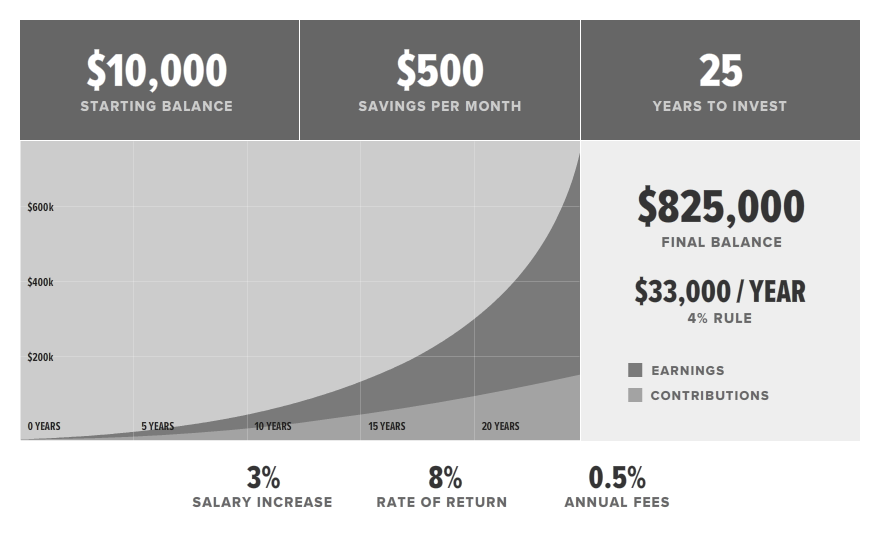 $10,000
STARTING BALANCE
$500
SAVINGS PER MONTH
25
YEARS TO INVEST
$600k
$400k
$200k
0 YEARS
5 YEARS
10 YEARS
15 YEARS
20 YEARS
$825,000
FINAL BALANCE
$33,000 / YEAR
4% RULE
EARNINGS
CONTRIBUTIONS
3%
SALARY INCREASE
8%
RATE OF RETURN
0.5%
ANNUAL FEES